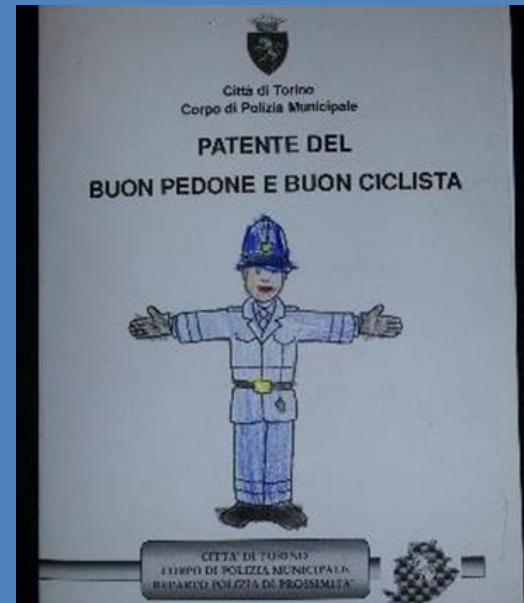 Città di Torino
Corpo di Polizia Municipale
PATENTE DEL
BUON PEDONE E BUON CICLISTA
CITTA' DI TORINO
CORPO DI POLIZIA MUNICIPALE
REPARTO POLIZIA DI PROSSIMITA'